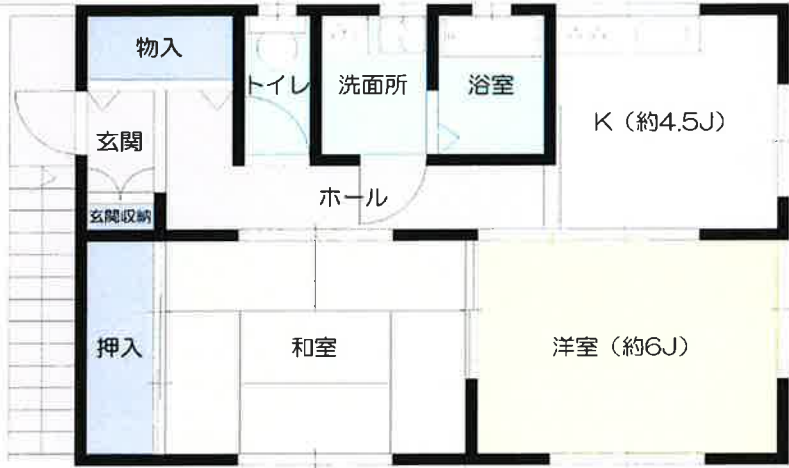 物入
トイレ
洗面所
浴室
K（約4.5J）
玄関
ホール
玄関収納
押入
和室
洋室（約6J）